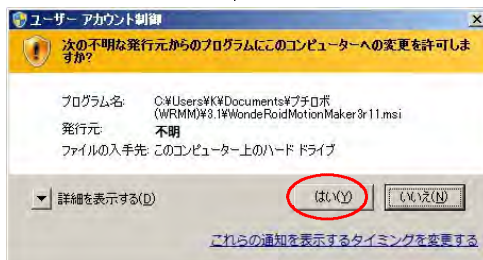 ユーザー アカウント制御
次の不明な発行元からのプログラムにこのコンピューターへの変更を許可しま
すか?
プログラム名: C:¥Users¥K¥Documents¥プチロボ
(WRMM)¥3.1¥WondeRoidMotionMaker3r11.msi
発行元: 不明
ファイルの入手先: このコンピューター上のハード ドライブ
詳細を表示する(D)
はい(Y)
いいえ(N)
これらの通知を表示するタイミングを変更する